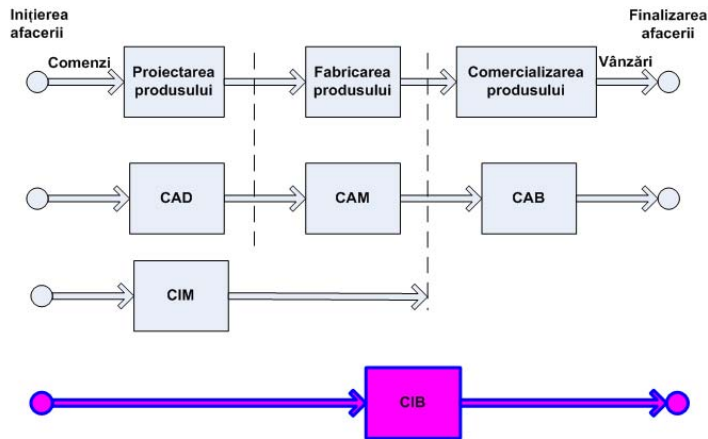 Inițierea
afacerii
Finalizarea
afacerii
Comenzi
Proiectarea
produsului
Fabricarea
produsului
Comercializarea
produsului
Vânzări
CAD
CAM
CAB
CIM
CIB